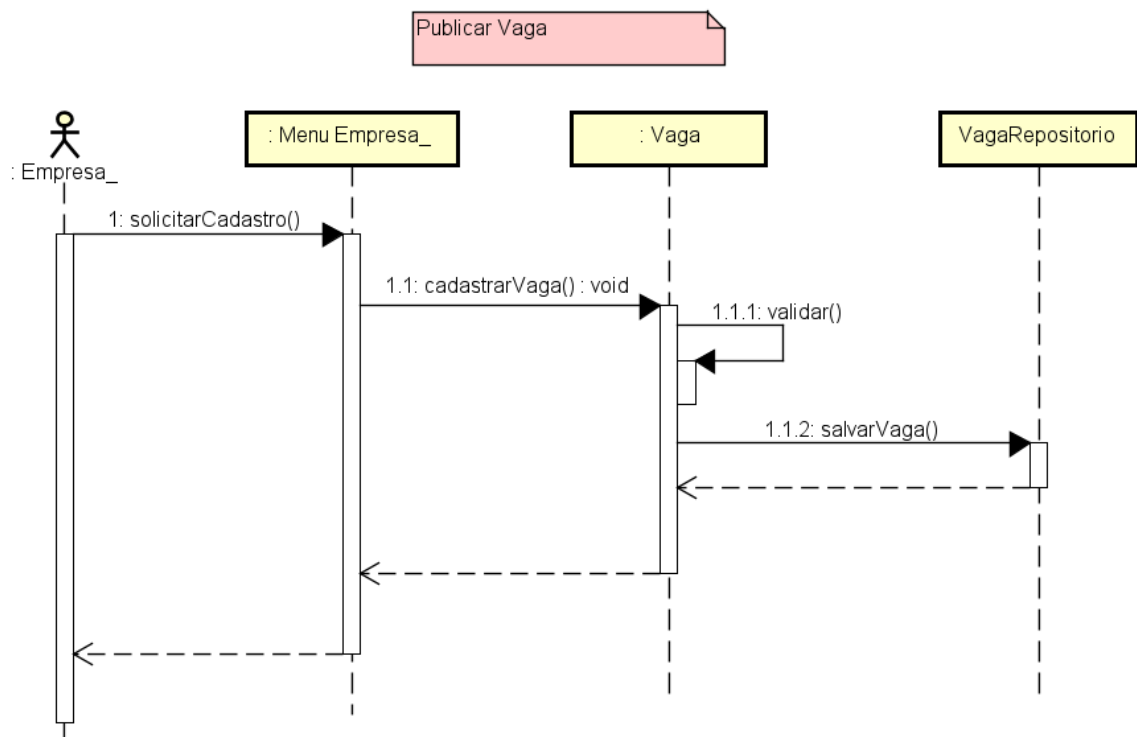 Publicar Vaga
: Empresa_
: Menu Empresa_
: Vaga
VagaRepositorio
1: solicitarCadastro()
1.1: cadastrarVaga() : void
1.1.1: validar()
1.1.2: salvarVaga()